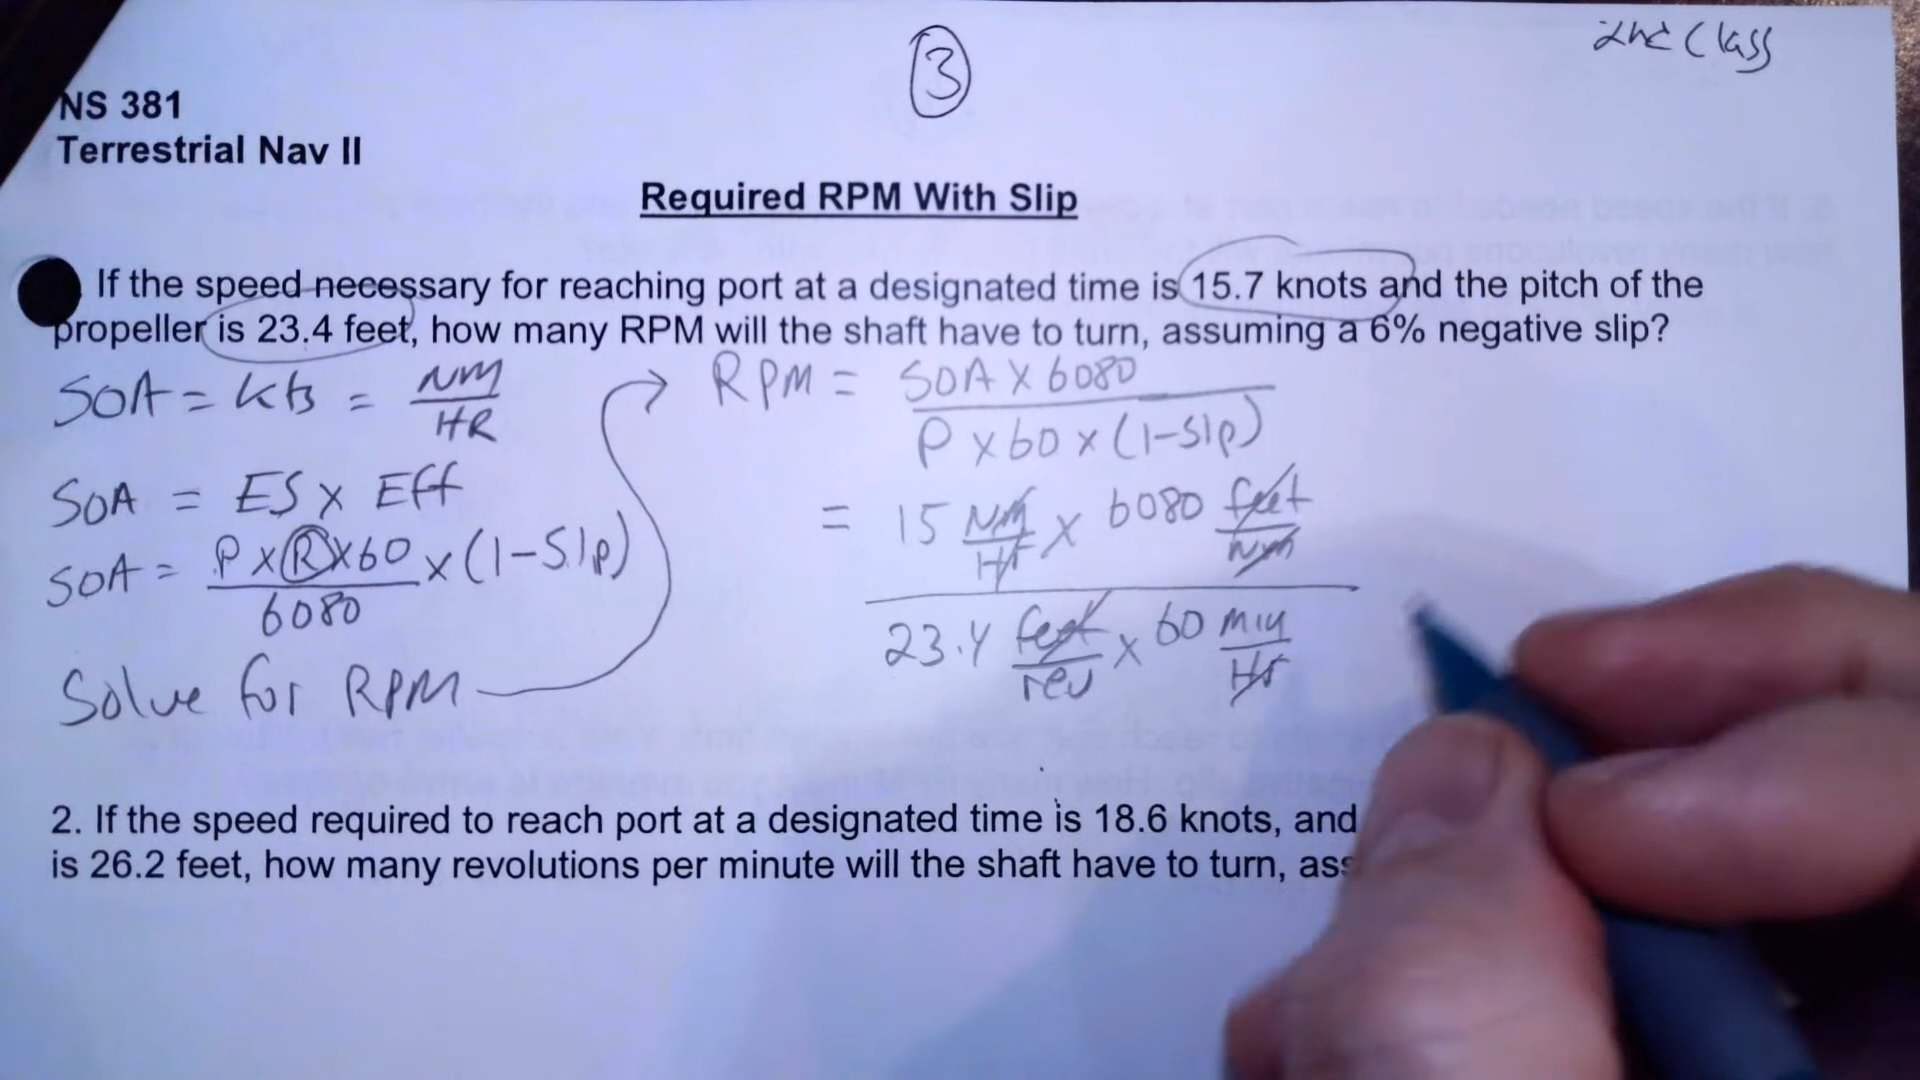 3
2nd Class
NS 381
Terrestrial Nav II
Required RPM With Slip
If the speed necessary for reaching port at a designated time is 15.7 knots and the pitch of the
propeller is 23.4 feet, how many RPM will the shaft have to turn, assuming a 6% negative slip?
SOA = kts = NM/HR
SOA = ES x Eff
SOA = P x R x 60 x (1-Slp)
6080
Solve for RPM
RPM = SOA x 6080
P x 60 x (1-Slp)
= 15 NM/Hr x 6080 feet/NM
23.4 feet/rev x 60 min/Hr
2. If the speed required to reach port at a designated time is 18.6 knots, and
is 26.2 feet, how many revolutions per minute will the shaft have to turn, ass